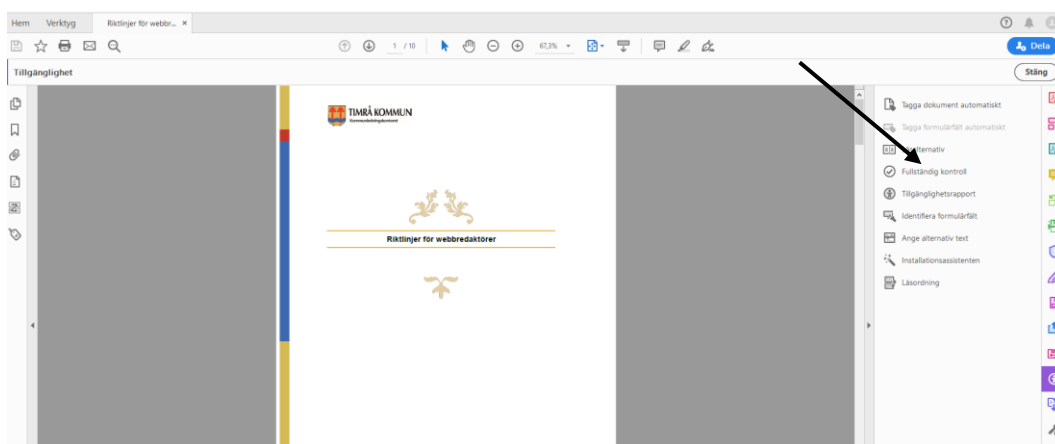 Hem Verktyg Riktlinjer för webbr... ×
1 / 10 67,3% Dela
Tillgänglighet Stäng
TIMRÅ KOMMUN
Riktlinjer för webbredaktörer
Tagga dokument automatiskt
Tagga formulärfält automatiskt
Fullständig kontroll
Tillgänglighetsrapport
Identifiera formulärfält
Ange alternativ text
Installationsassistenten
Läsordning